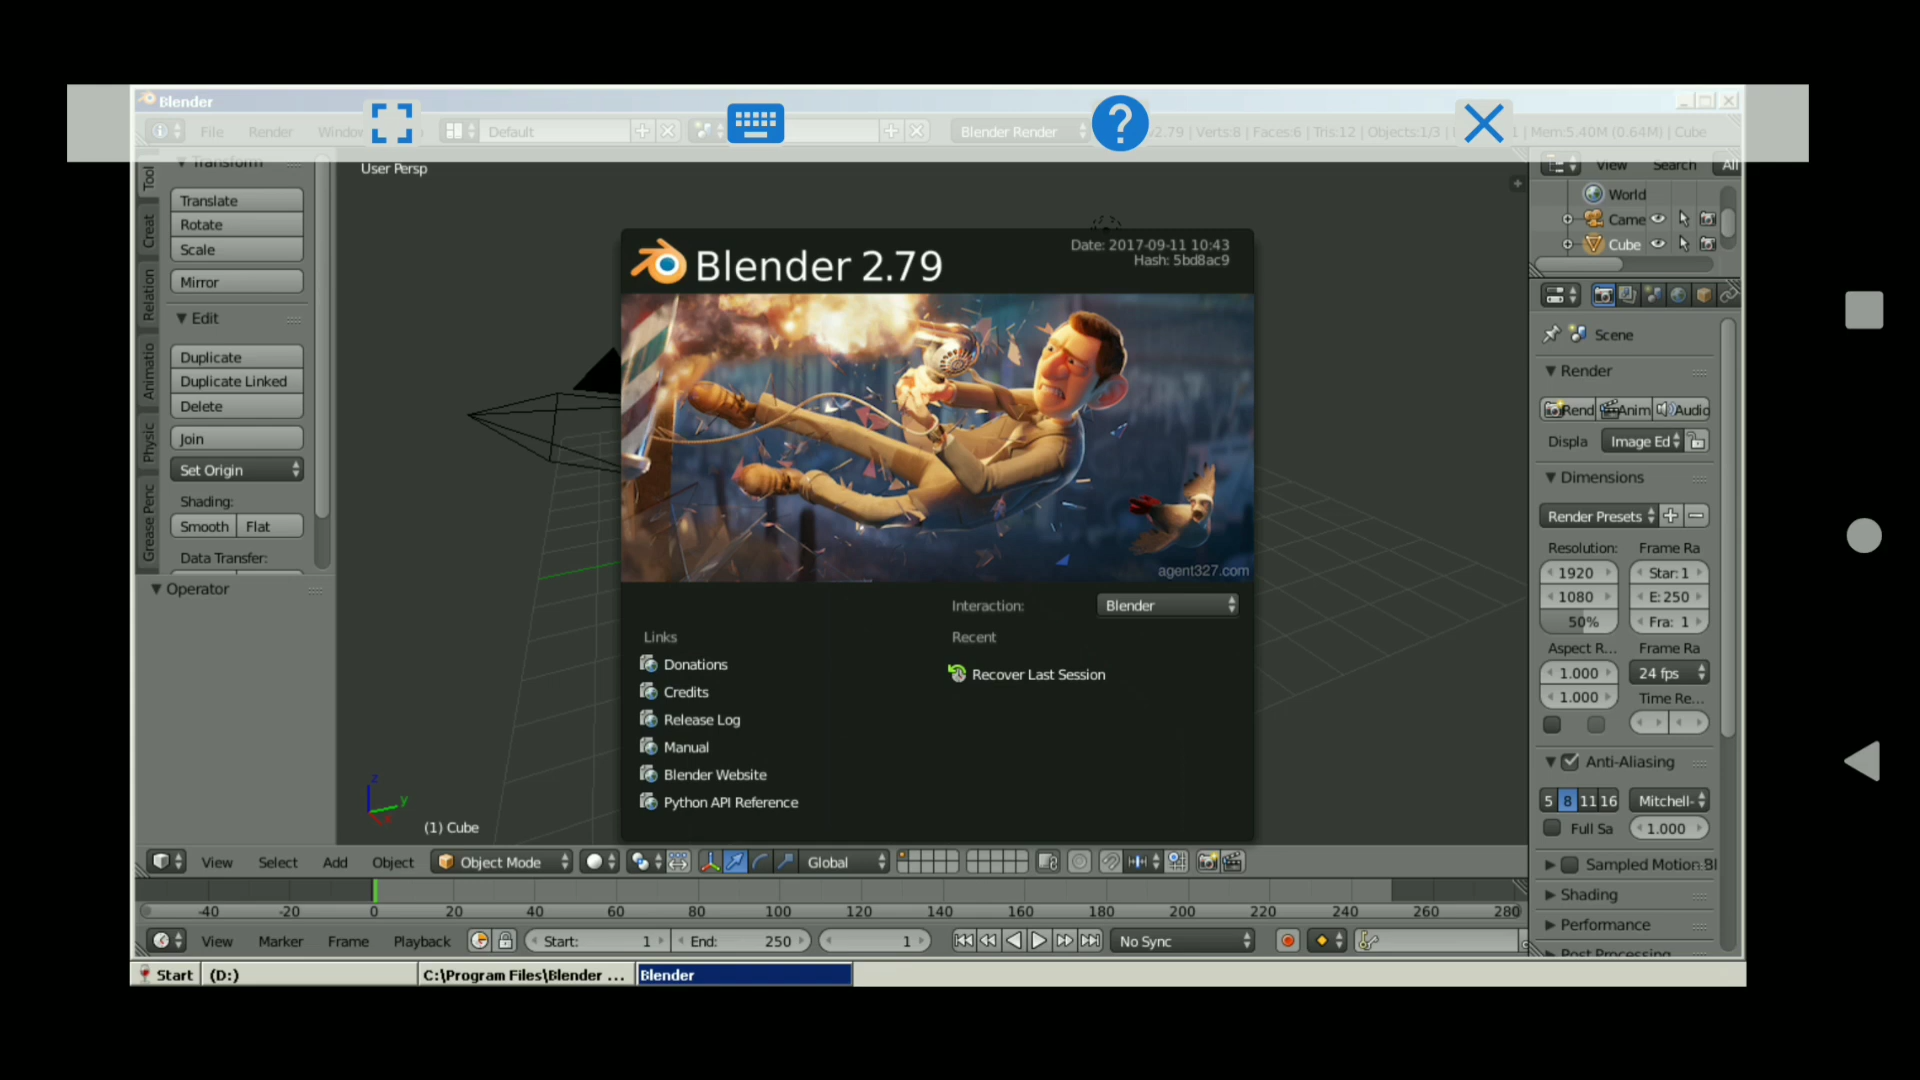 Blender
File Render Window
Default
Blender Render
v2.79 | Verts:8 | Faces:6 | Tris:12 | Objects:1/3 | 1 | Mem:5.40M (0.64M) | Cube
Tool
Creat
Relation
Animatio
Physic
Grease Penc
Transform
Translate
Rotate
Scale
Mirror
Edit
Duplicate
Duplicate Linked
Delete
Join
Set Origin
Shading:
Smooth Flat
Data Transfer:
Operator
User Persp
(1) Cube
z
y
x
Blender 2.79
Date: 2017-09-11 10:43
Hash: 5bd8ac9
agent327.com
Interaction: Blender
Links
Donations
Credits
Release Log
Manual
Blender Website
Python API Reference
Recent
Recover Last Session
View Search All
World
Came
Cube
Scene
Render
Rend Anim Audio
Displa Image Ed
Dimensions
Render Presets
Resolution: Frame Ra
1920 Star: 1
1080 E: 250
50% Fra: 1
Aspect R... Frame Ra
1.000 24 fps
1.000 Time Re...
Anti-Aliasing
5 8 11 16 Mitchell-
Full Sa 1.000
Sampled Motion Bl
Shading
Performance
Post Processing
View Select Add Object Object Mode Global
-40 -20 0 20 40 60 80 100 120 140 160 180 200 220 240 260 280
View Marker Frame Playback Start: 1 End: 250 1 No Sync
Start (D:) C:\Program Files\Blender ... Blender